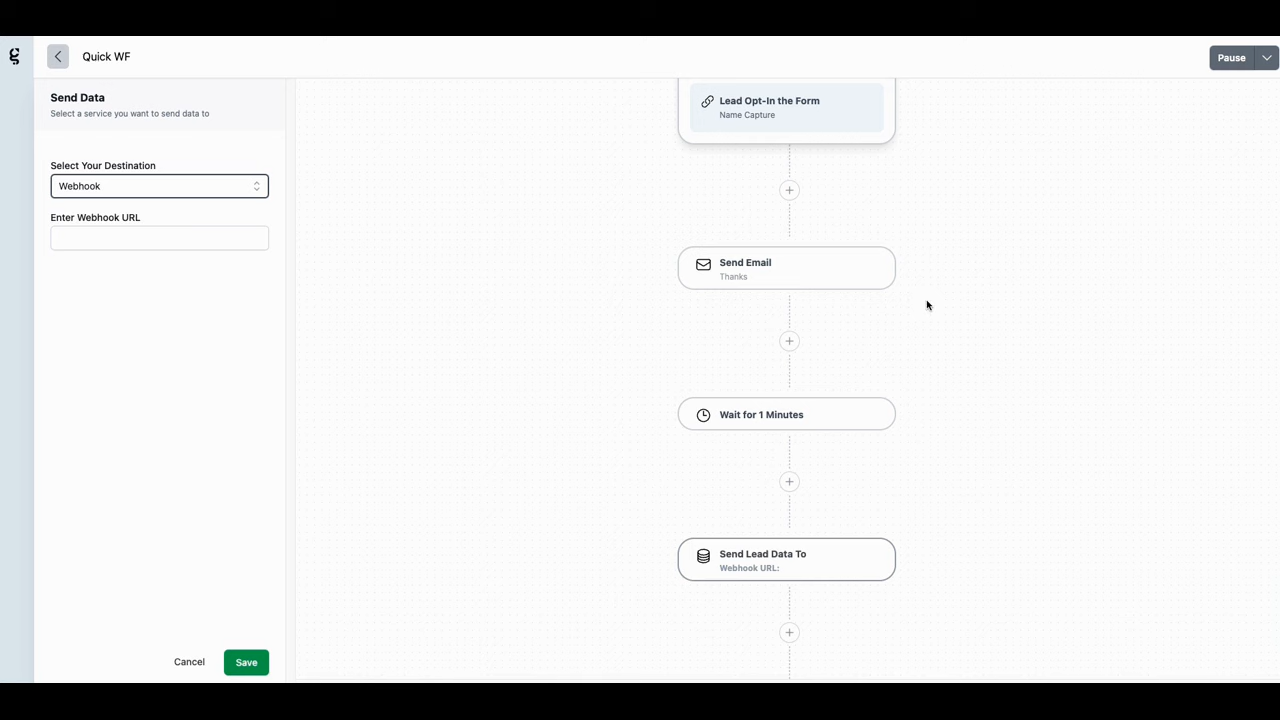 Quick WF
Pause
Send Data
Select a service you want to send data to
Select Your Destination
Webhook
Enter Webhook URL
Cancel
Save
Lead Opt-In the Form
Name Capture
Send Email
Thanks
Wait for 1 Minutes
Send Lead Data To
Webhook URL: